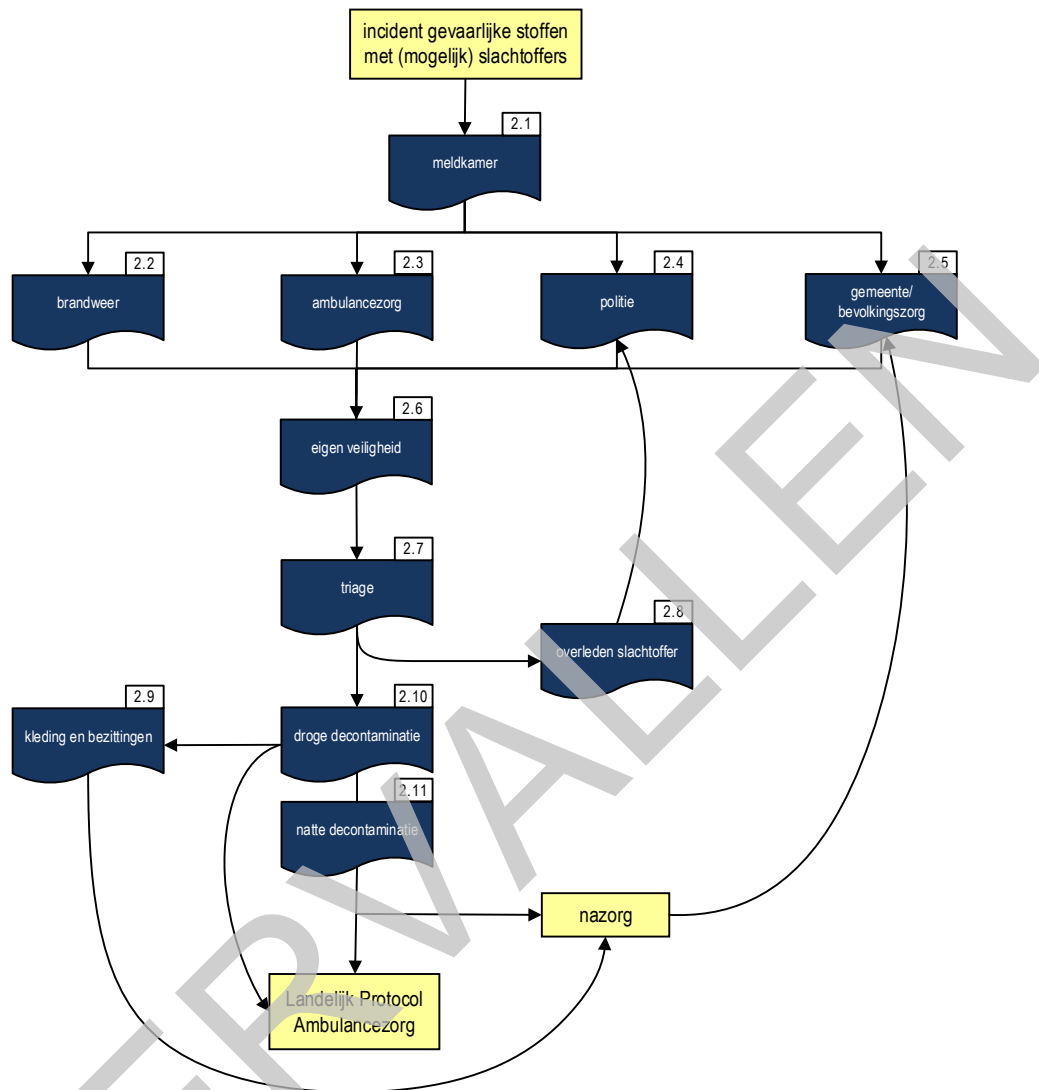 incident gevaarlijke stoffen
met (mogelijk) slachtoffers
2.1
meldkamer
2.2
brandweer
2.3
ambulancezorg
2.4
politie
2.5
gemeente/
bevolkingszorg
2.6
eigen veiligheid
2.7
triage
2.8
overleden slachtoffer
2.9
kleding en bezittingen
2.10
droge decontaminatie
2.11
natte decontaminatie
nazorg
Landelijk Protocol
Ambulancezorg
ERVALLEN